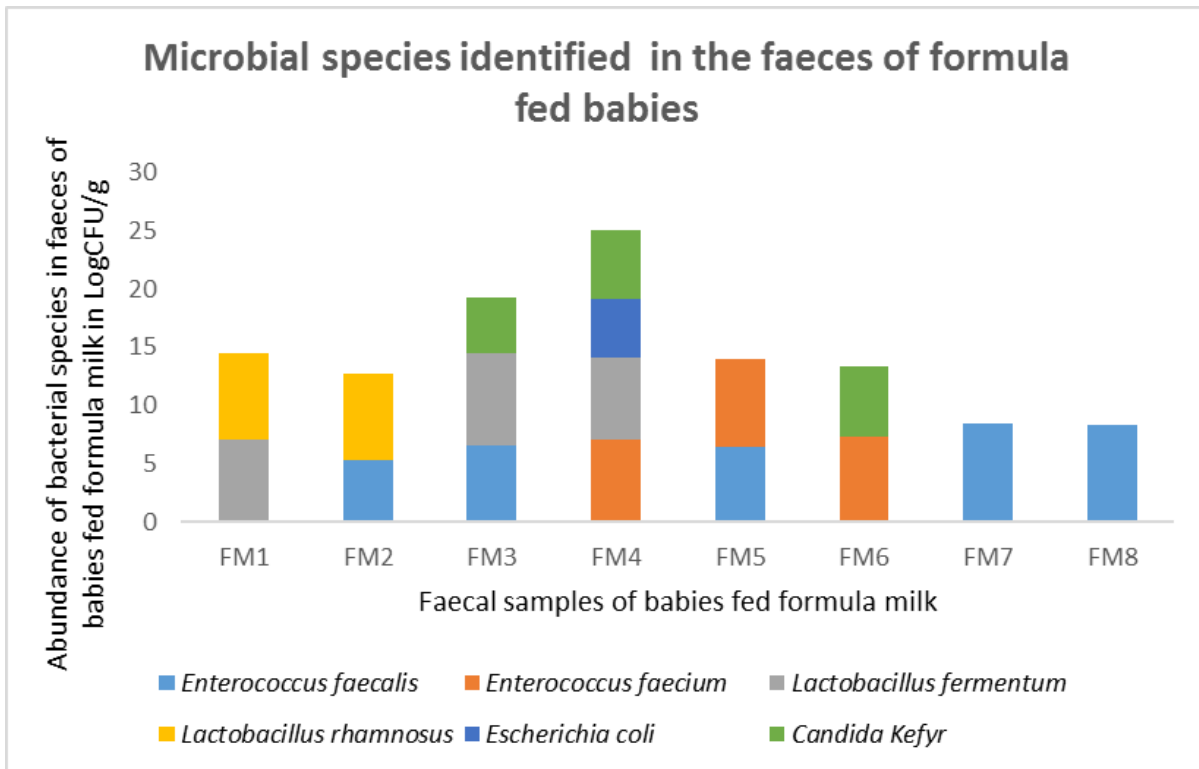 Microbial species identified in the faeces of formula
fed babies
Abundance of bacterial species in faeces of
babies fed formula milk in LogCFU/g
30
25
20
15
10
5
0
FM1 FM2 FM3 FM4 FM5 FM6 FM7 FM8
Faecal samples of babies fed formula milk
Enterococcus faecalis Enterococcus faecium Lactobacillus fermentum
Lactobacillus rhamnosus Escherichia coli Candida Kefyr